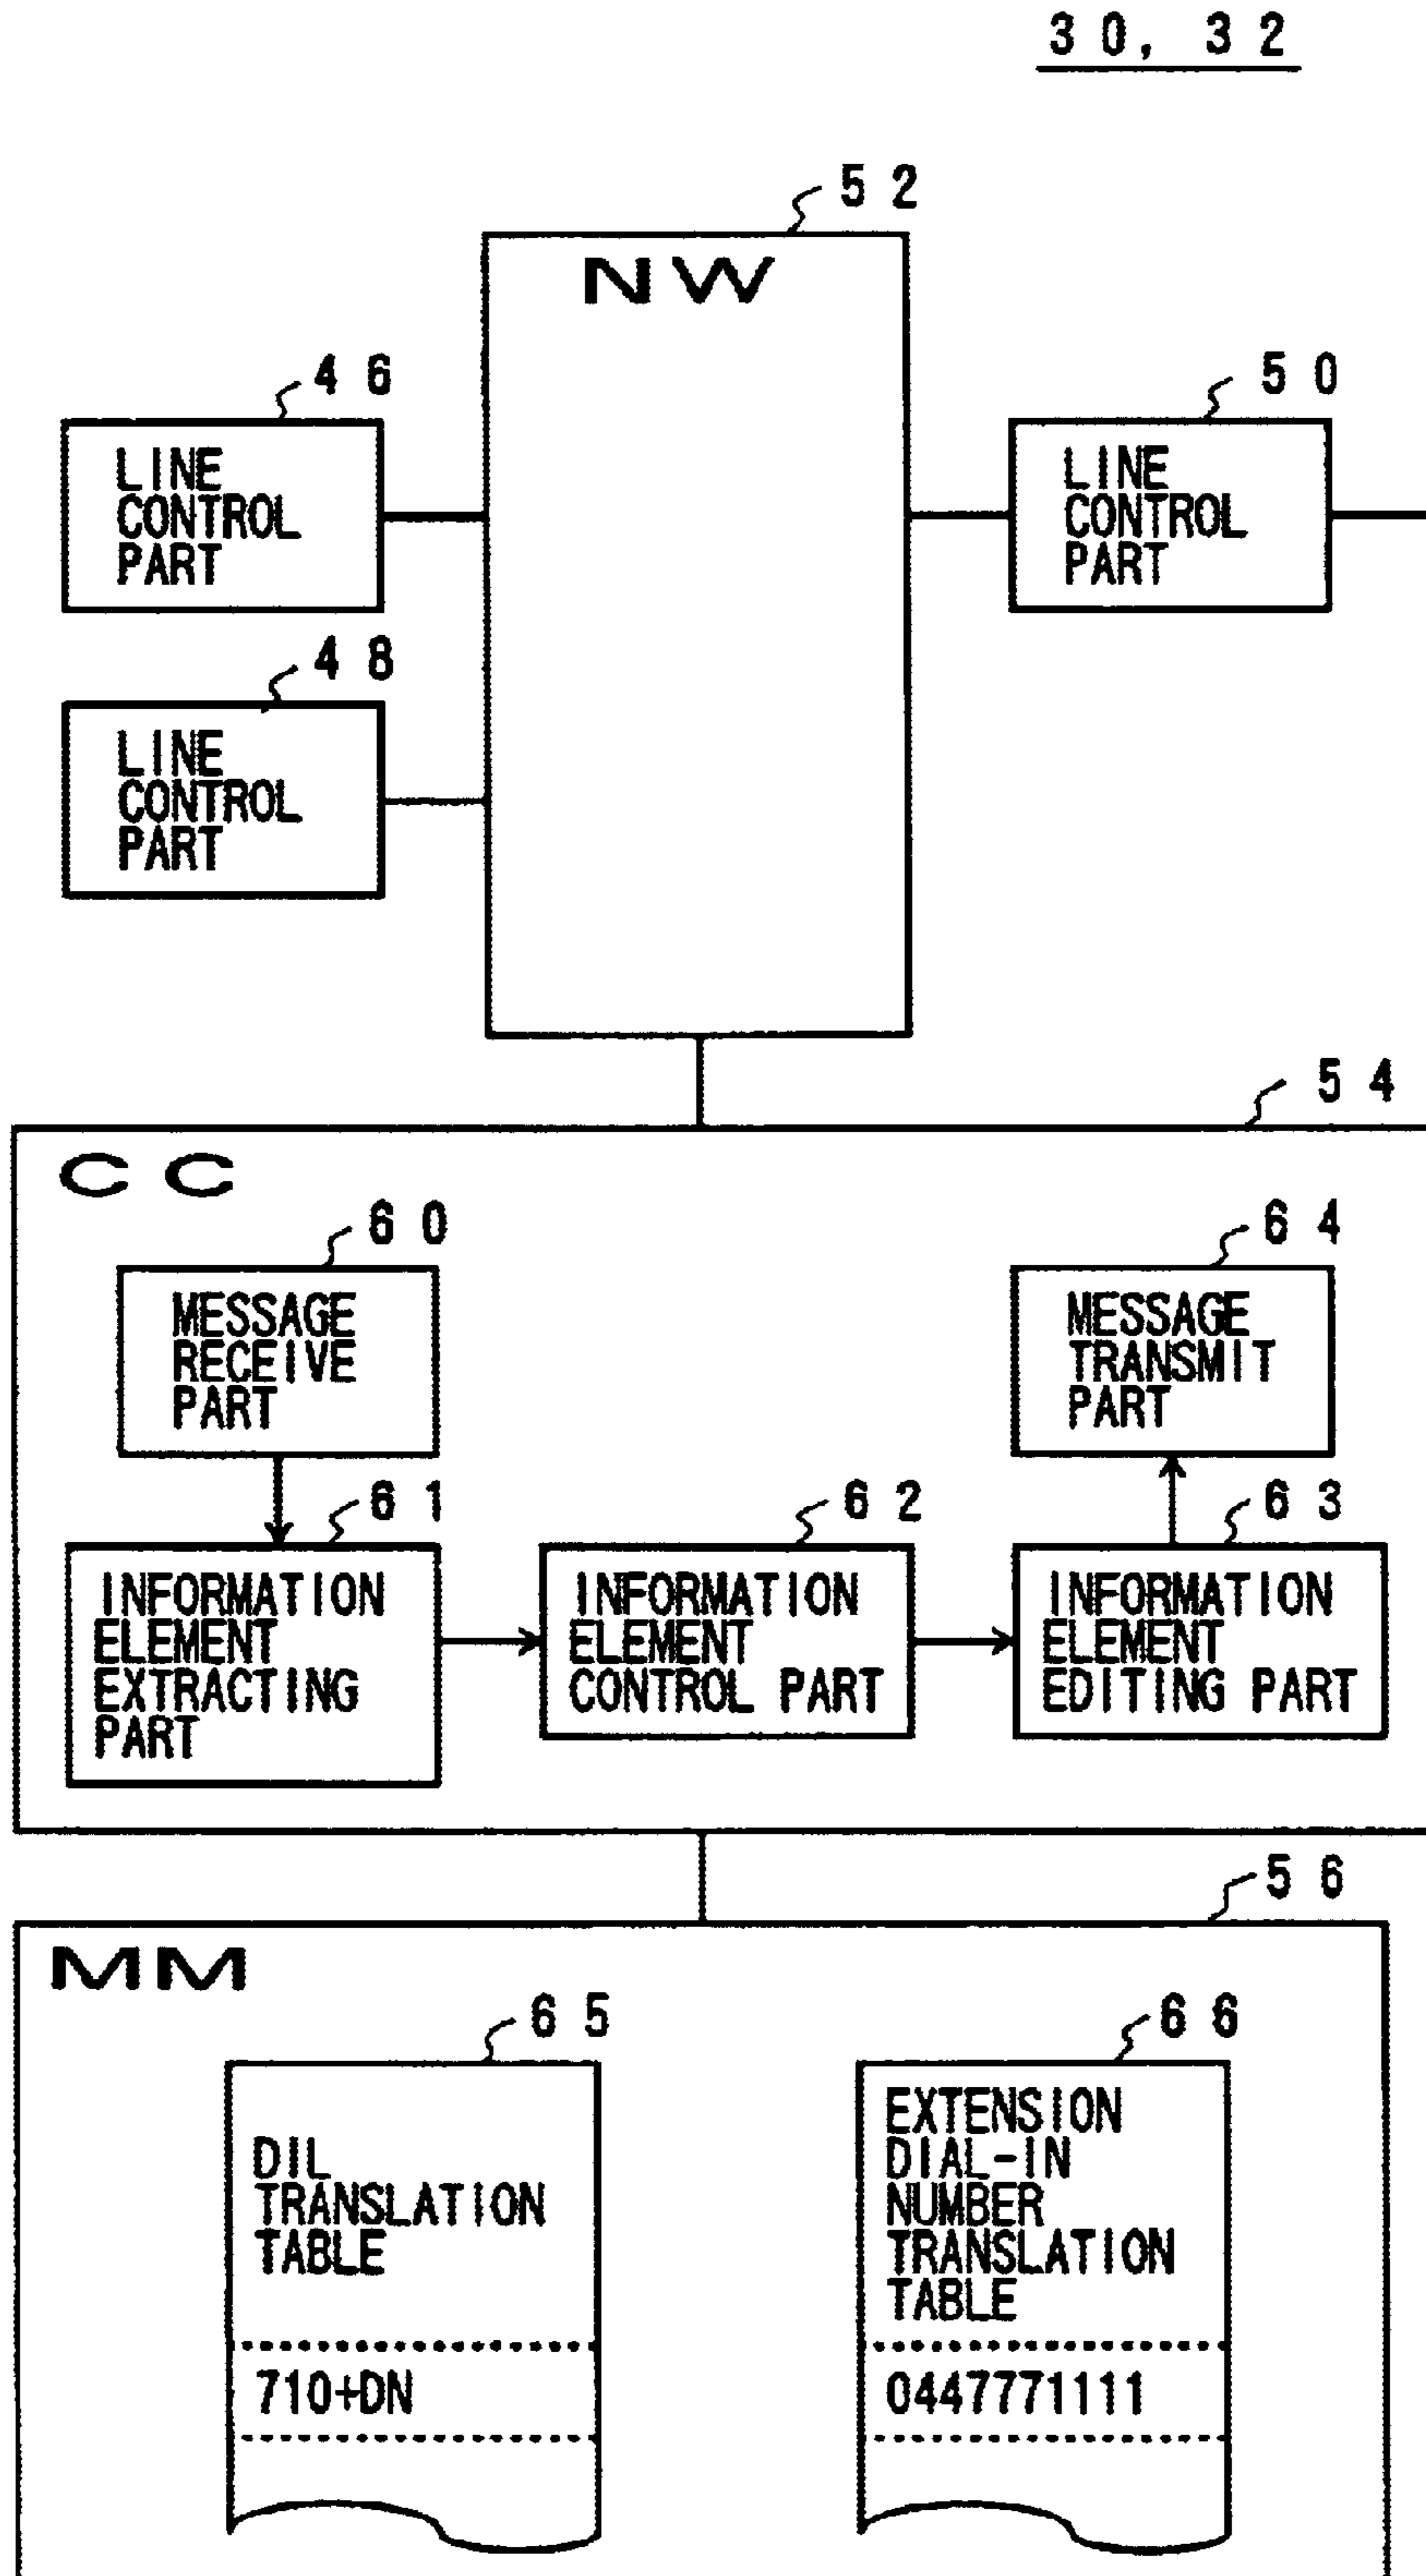 30, 32
52
NW
46
50
LINE
CONTROL
PART
LINE
CONTROL
PART
48
LINE
CONTROL
PART
54
CC
60
64
MESSAGE
RECEIVE
PART
MESSAGE
TRANSMIT
PART
61
62
63
INFORMATION
ELEMENT
EXTRACTING
PART
INFORMATION
ELEMENT
CONTROL PART
INFORMATION
ELEMENT
EDITING PART
56
MM
65
66
DIL
TRANSLATION
TABLE
710+DN
EXTENSION
DIAL-IN
NUMBER
TRANSLATION
TABLE
0447771111